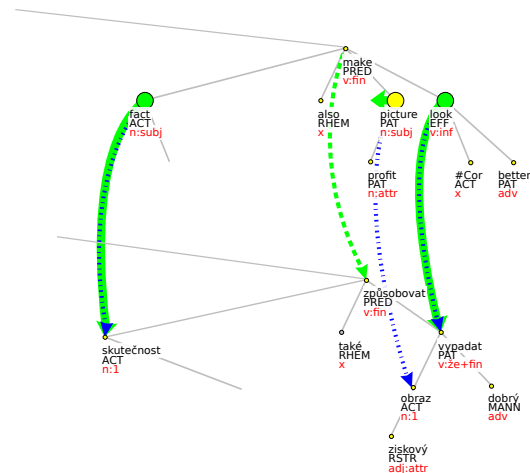 make
PRED
v:fin
fact
ACT
n:subj
also
RHEM
x
picture
PAT
n:subj
look
EFF
v:inf
profit
PAT
n:attr
#Cor
ACT
x
better
PAT
adv
způsobovat
PRED
v:fin
skutečnost
ACT
n:1
také
RHEM
x
vypadat
PAT
v:že+fin
obraz
ACT
n:1
dobrý
MANN
adv
ziskový
RSTR
adj:attr